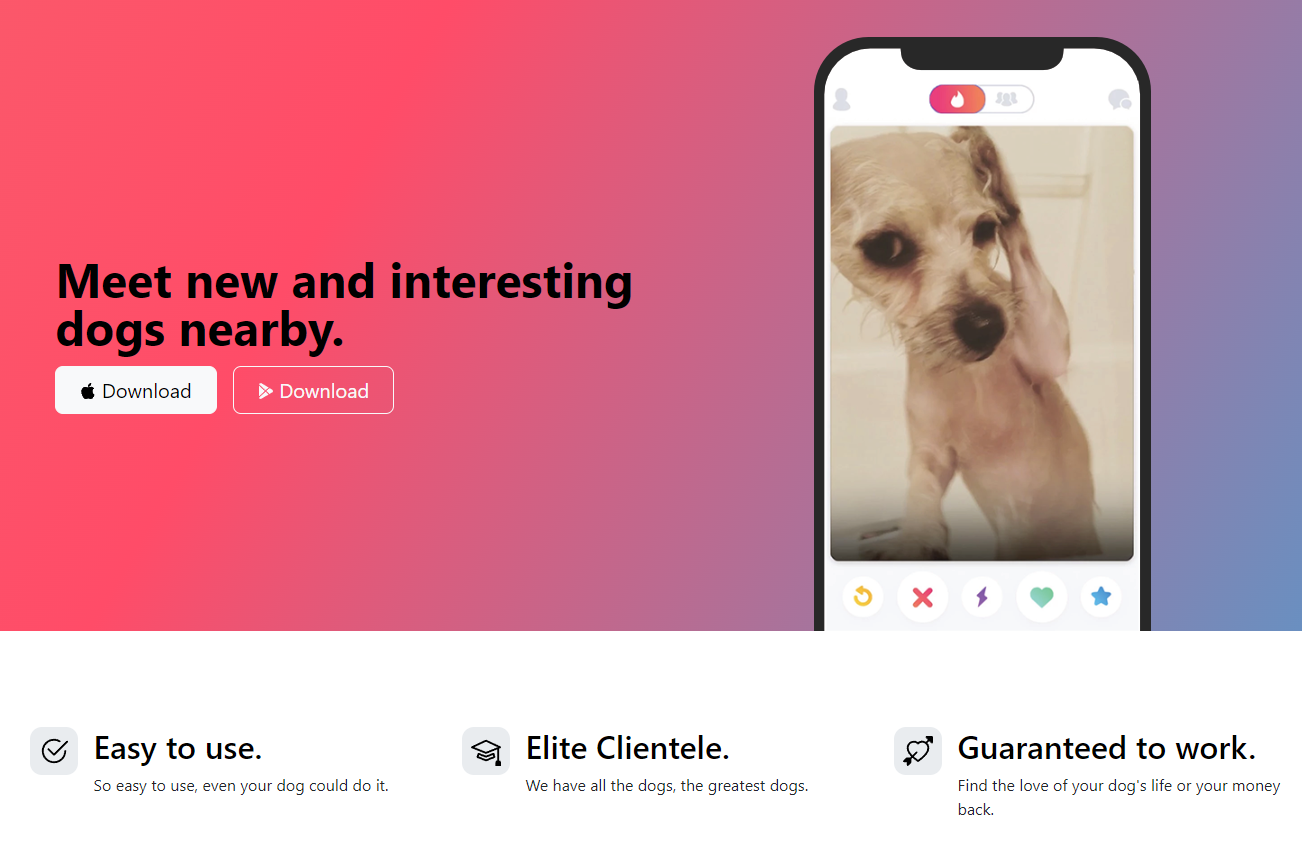 Meet new and interesting
dogs nearby.
Download
Download
Easy to use.
So easy to use, even your dog could do it.
Elite Clientele.
We have all the dogs, the greatest dogs.
Guaranteed to work.
Find the love of your dog's life or your money
back.